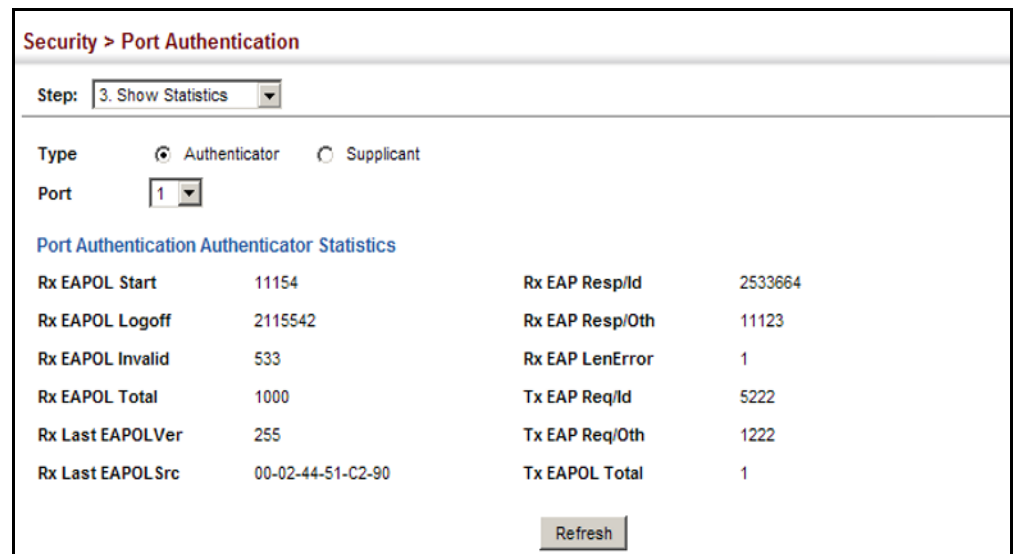 Security > Port Authentication
Step: 3. Show Statistics
Type Authenticator Supplicant
Port 1
Port Authentication Authenticator Statistics
Rx EAPOL Start 11154 Rx EAP Resp/Id 2533664
Rx EAPOL Logoff 2115542 Rx EAP Resp/Oth 11123
Rx EAPOL Invalid 533 Rx EAP LenError 1
Rx EAPOL Total 1000 Tx EAP Req/Id 5222
Rx Last EAPOLVer 255 Tx EAP Req/Oth 1222
Rx Last EAPOLSrc 00-02-44-51-C2-90 Tx EAPOL Total 1
Refresh